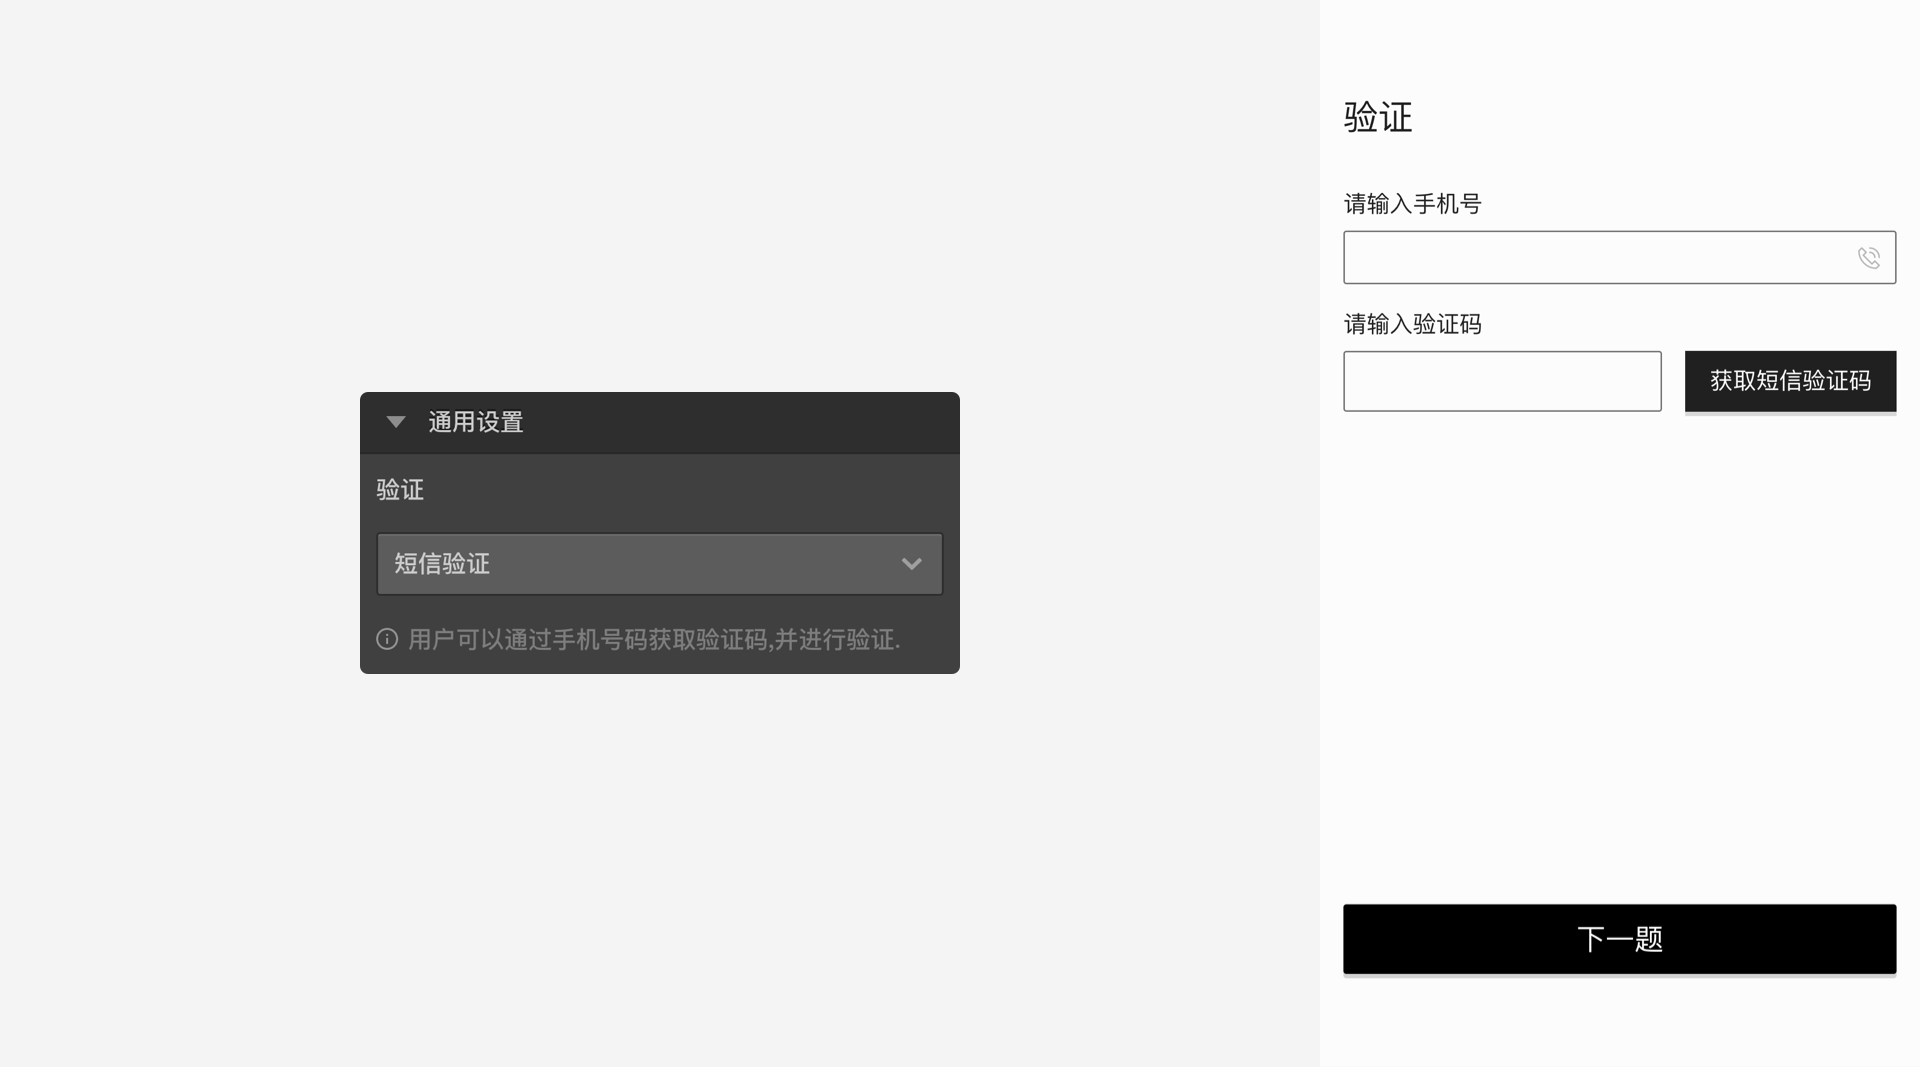 通用设置
验证
短信验证
用户可以通过手机号码获取验证码,并进行验证.
验证
请输入手机号
请输入验证码
获取短信验证码
下一题